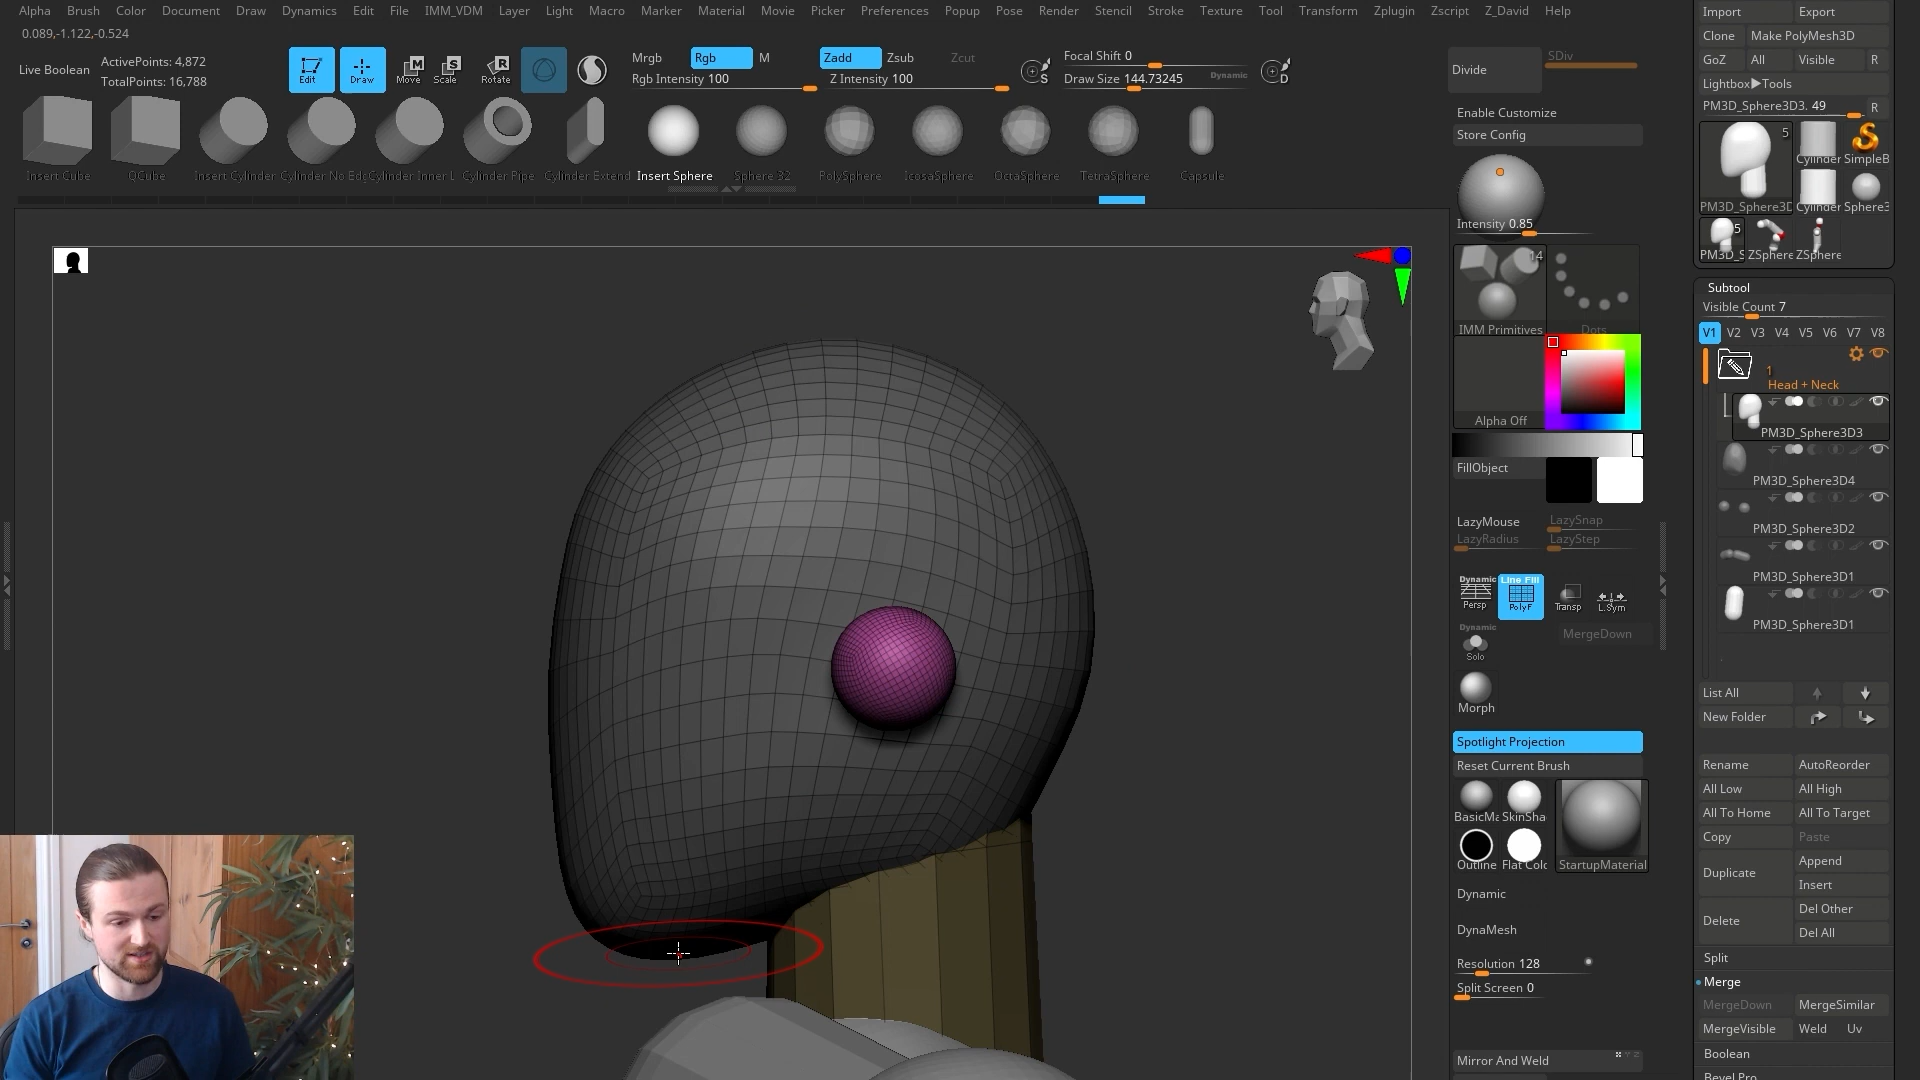 Alpha Brush Color Document Draw Dynamics Edit File IMM_VDM Layer Light Macro Marker Material Movie Picker Preferences Popup Pose Render Stencil Stroke Texture Tool Transform Zplugin Zscript Z_David Help
0.089,-1.122,-0.524
Live Boolean
ActivePoints: 4,872
TotalPoints: 16,788
Edit
Draw
Move
Scale
Rotate
Mrgb Rgb M
Rgb Intensity 100
Zadd Zsub Zcut
Z Intensity 100
Focal Shift 0
Draw Size 144.73245
Dynamic
S
D
Insert Cube
QCube
Insert Cylinder
Cylinder Inner
Cylinder Pipe
Cylinder Extend
Insert Sphere
Sphere 32
PolySphere
IcosaSphere
OctaSphere
TetraSphere
Capsule
Divide
SDiv
Enable Customize
Store Config
Intensity 0.85
14
IMM Primitives
Dots
Alpha Off
FillObject
LazyMouse LazySnap
LazyRadius LazyStep
Dynamic
Persp
Line Fill
PolyF
Transp
L.Sym
Dynamic
Solo
MergeDown
Morph
Spotlight Projection
Reset Current Brush
BasicMa
SkinSha
Outline
Flat Colo
StartupMaterial
Dynamic
DynaMesh
Resolution 128
Split Screen 0
Mirror And Weld
Import Export
Clone Make PolyMesh3D
GoZ All Visible R
Lightbox▶Tools
PM3D_Sphere3D3. 49 R
5
PM3D_Sphere3D
Cylinder
SimpleB
Cylinder
Sphere3
5
PM3D_S
ZSphere
ZSphere
Subtool
Visible Count 7
V1 V2 V3 V4 V5 V6 V7 V8
1
Head + Neck
PM3D_Sphere3D3
PM3D_Sphere3D4
PM3D_Sphere3D2
PM3D_Sphere3D1
PM3D_Sphere3D1
List All
New Folder
Rename AutoReorder
All Low All High
All To Home All To Target
Copy Paste
Duplicate
Append
Insert
Delete
Del Other
Del All
Split
Merge
MergeDown MergeSimilar
MergeVisible Weld Uv
Boolean
Bevel Pro